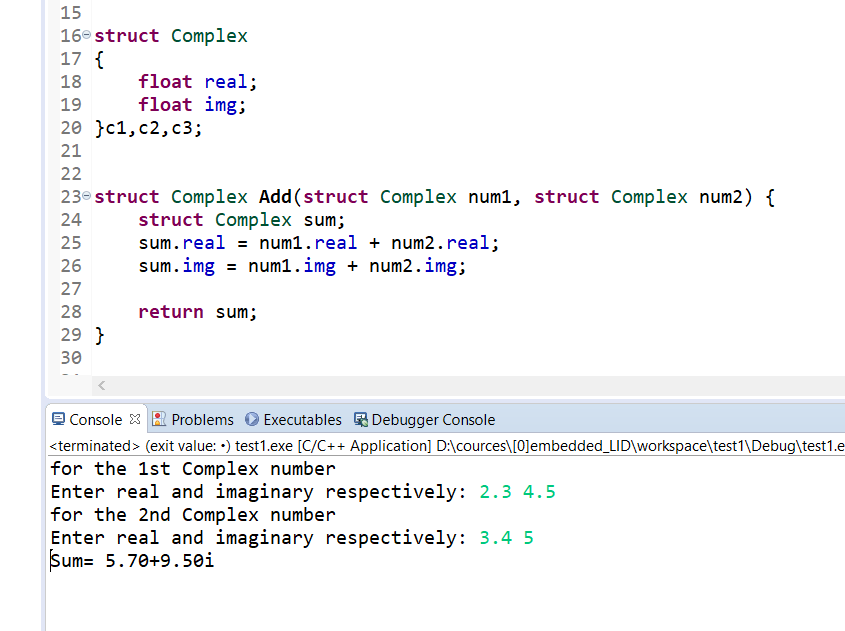 15
16 struct Complex
17 {
18     float real;
19     float img;
20 }c1,c2,c3;
21
22
23 struct Complex Add(struct Complex num1, struct Complex num2) {
24     struct Complex sum;
25     sum.real = num1.real + num2.real;
26     sum.img = num1.img + num2.img;
27
28     return sum;
29 }
30
Console Problems Executables Debugger Console
<terminated> (exit value: •) test1.exe [C/C++ Application] D:\cources\[0]embedded_LID\workspace\test1\Debug\test1.e
for the 1st Complex number
Enter real and imaginary respectively: 2.3 4.5
for the 2nd Complex number
Enter real and imaginary respectively: 3.4 5
Sum= 5.70+9.50i